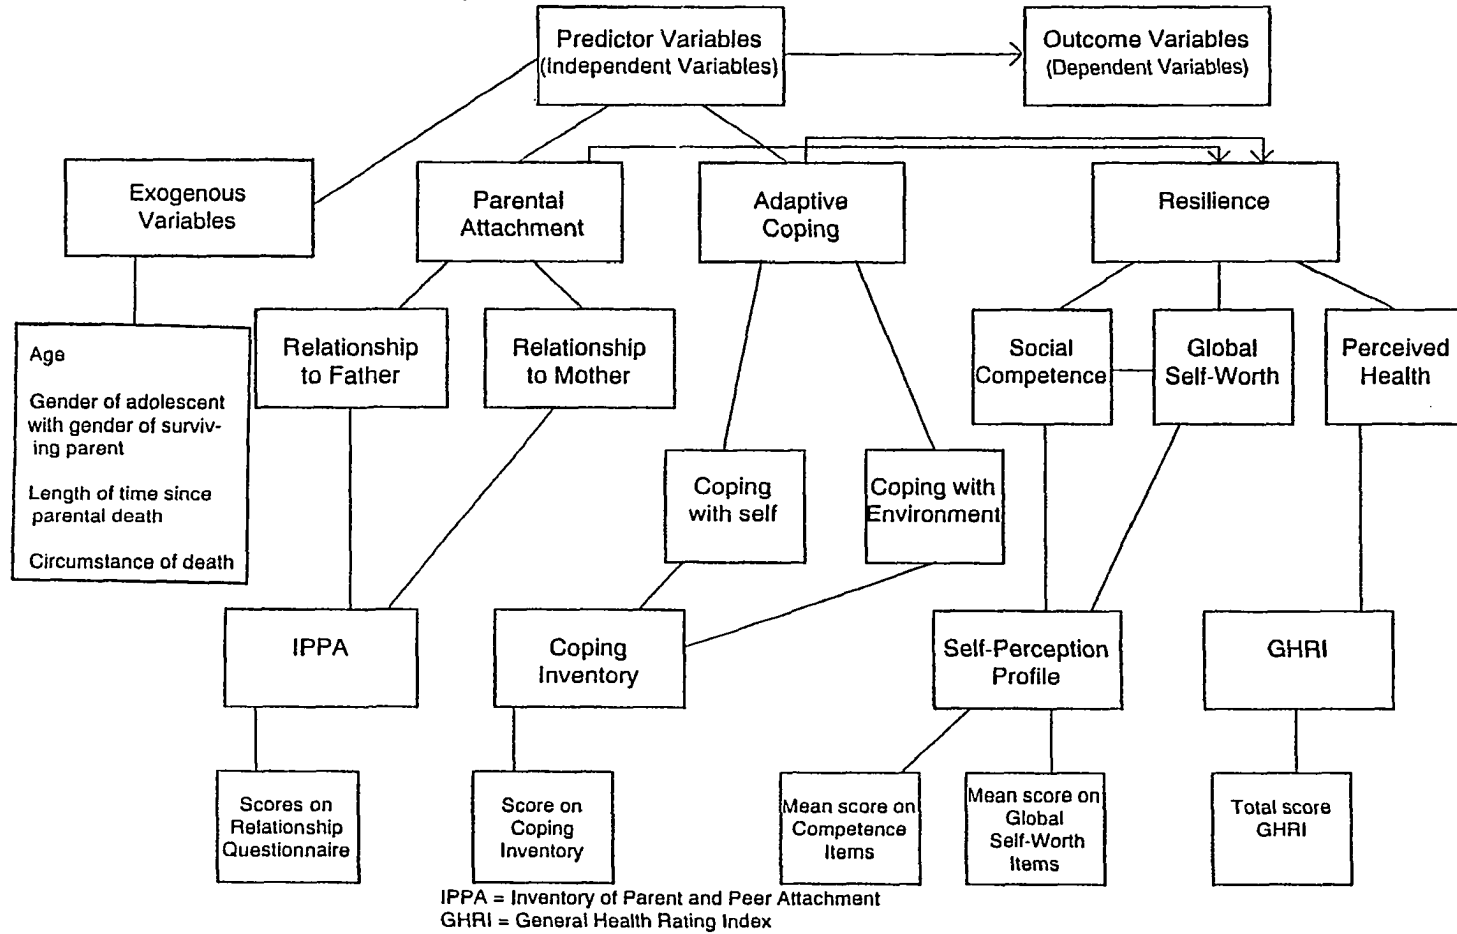 Predictor Variables
(Independent Variables)
Outcome Variables
(Dependent Variables)
Exogenous
Variables
Parental
Attachment
Adaptive
Coping
Resilience
Age
Gender of adolescent
with gender of surviv-
ing parent
Length of time since
parental death
Circumstance of death
Relationship
to Father
Relationship
to Mother
Social
Competence
Global
Self-Worth
Perceived
Health
Coping
with self
Coping with
Environment
IPPA
Coping
Inventory
Self-Perception
Profile
GHRI
Scores on
Relationship
Questionnaire
Score on
Coping
Inventory
Mean score on
Competence
Items
Mean score on
Global
Self-Worth
Items
Total score
GHRI
IPPA = Inventory of Parent and Peer Attachment
GHRI = General Health Rating Index